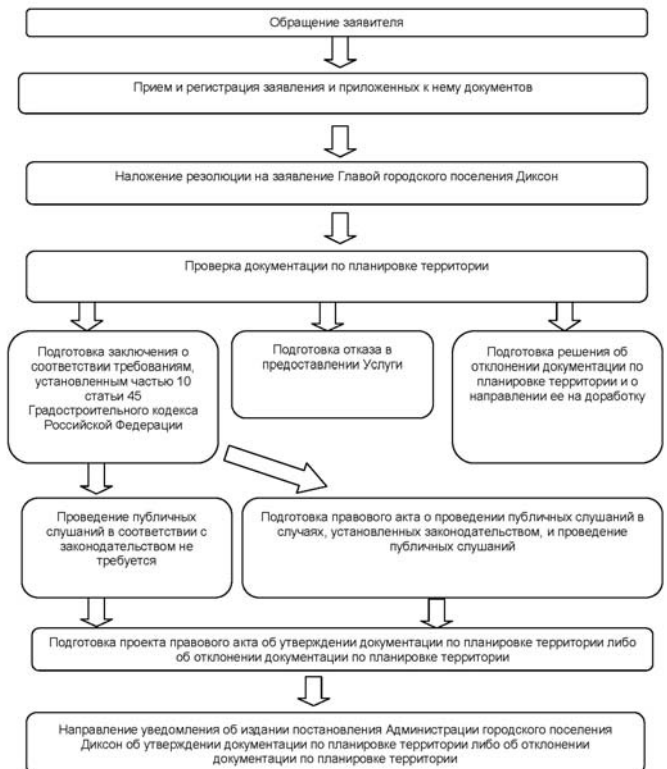 Обращение заявителя
Прием и регистрация заявления и приложенных к нему документов
Наложение резолюции на заявление Главой городского поселения Диксон
Проверка документации по планировке территории
Подготовка заключения о
соответствии требованиям,
установленным частью 10
статьи 45
Градостроительного кодекса
Российской Федерации
Подготовка отказа в
предоставлении Услуги
Подготовка решения об
отклонении документации по
планировке территории и о
направлении ее на доработку
Проведение публичных
слушаний в соответствии с
законодательством не
требуется
Подготовка правового акта о проведении публичных слушаний в
случаях, установленных законодательством, и проведение
публичных слушаний
Подготовка проекта правового акта об утверждении документации по планировке территории либо
об отклонении документации по планировке территории
Направление уведомления об издании постановления Администрации городского поселения
Диксон об утверждении документации по планировке территории либо об отклонении
документации по планировке территории